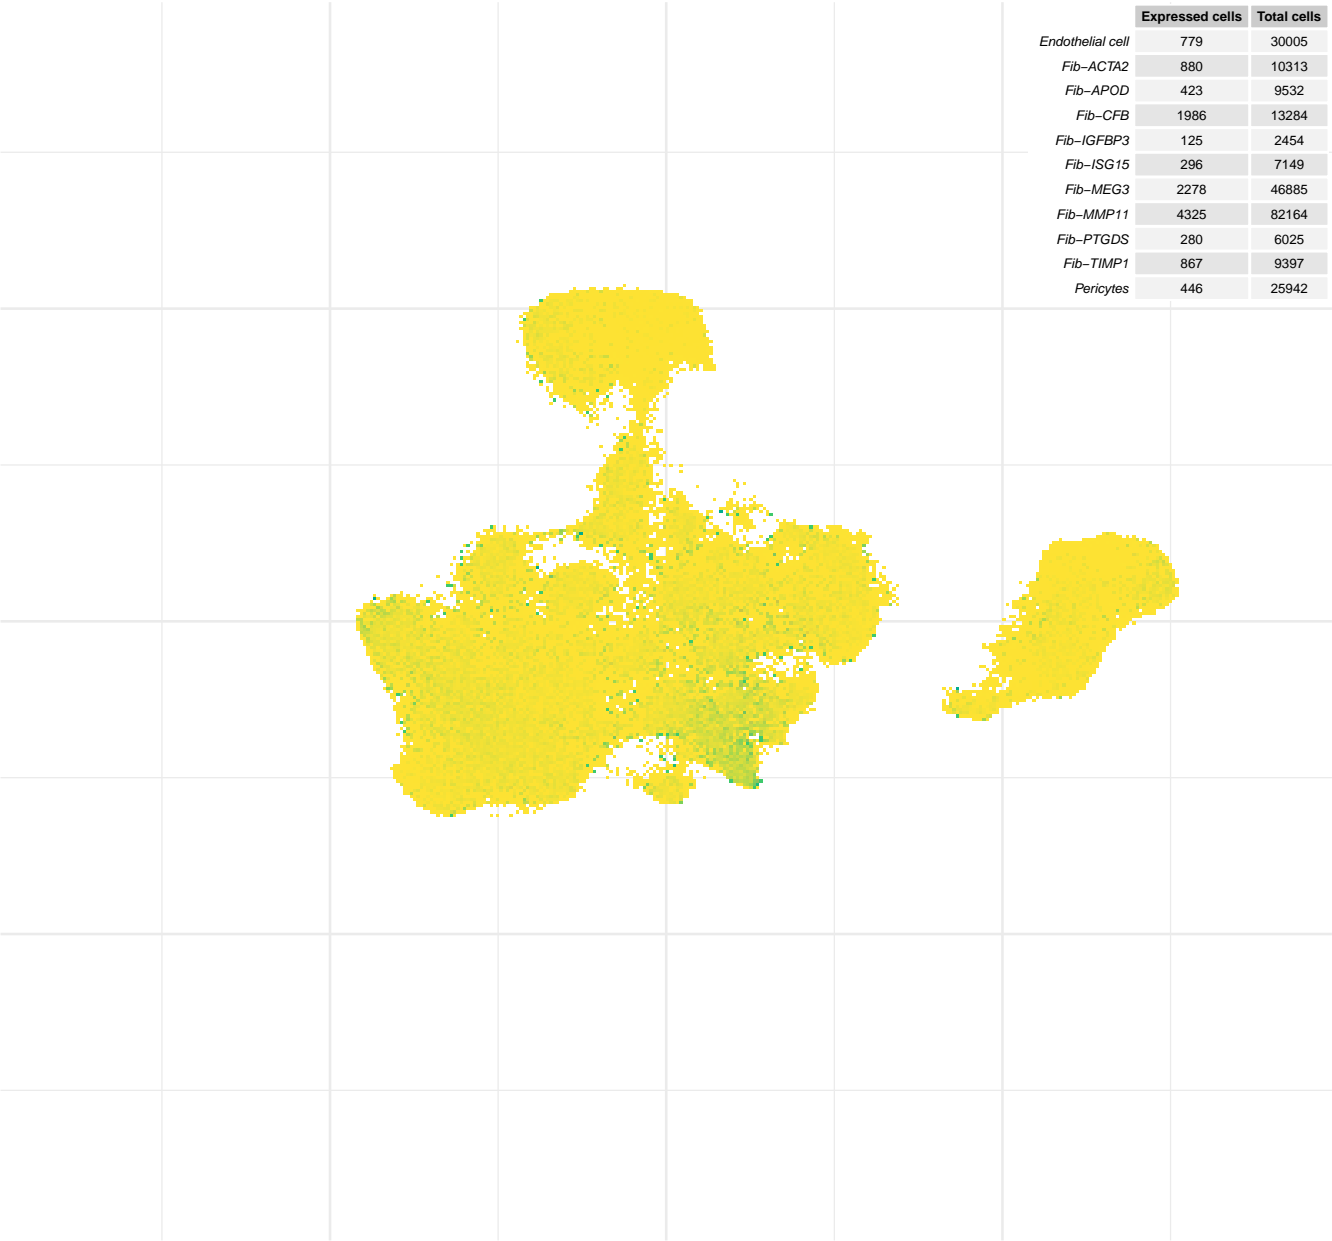 Expressed cells Total cells
Endothelial cell 779 30005
Fib−ACTA2 880 10313
Fib−APOD 423 9532
Fib−CFB 1986 13284
Fib−IGFBP3 125 2454
Fib−ISG15 296 7149
Fib−MEG3 2278 46885
Fib−MMP11 4325 82164
Fib−PTGDS 280 6025
Fib−TIMP1 867 9397
Pericytes 446 25942